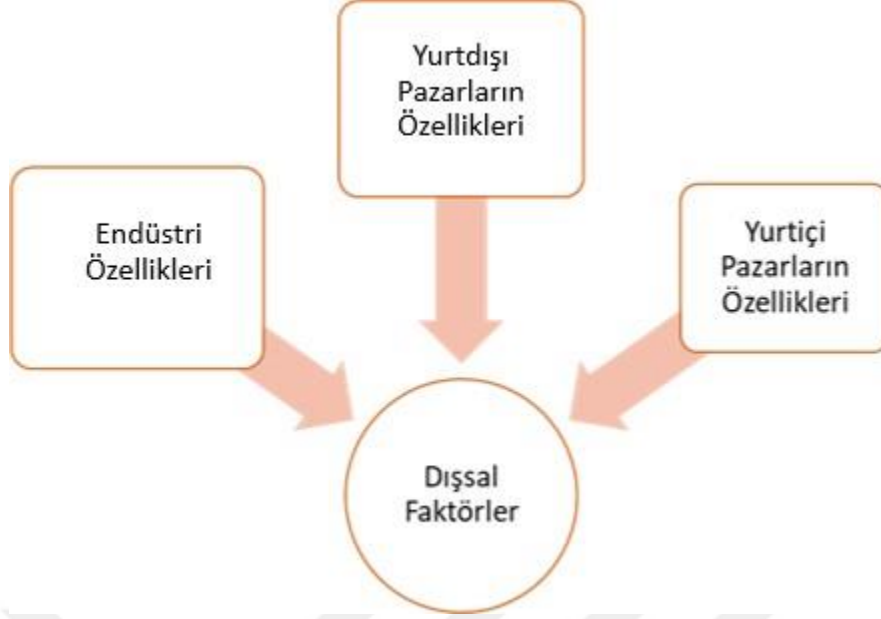 Yurtdışı
Pazarların
Özellikleri
Endüstri
Özellikleri
Yurtiçi
Pazarların
Özellikleri
Dışsal
Faktörler